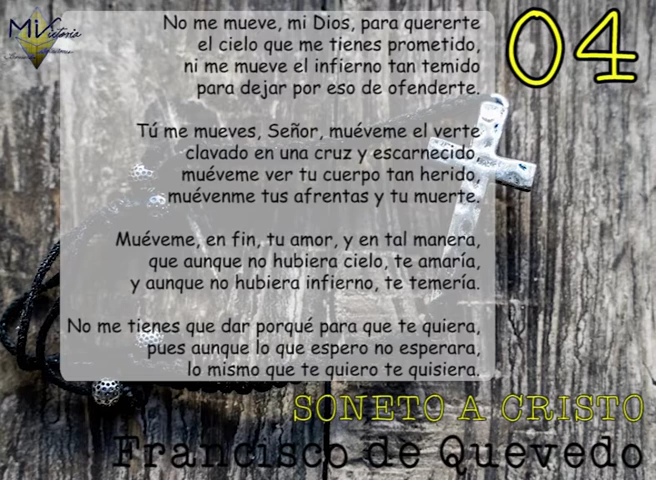 MiVictoria
04
No me mueve, mi Dios, para quererte
el cielo que me tienes prometido,
ni me mueve el infierno tan temido
para dejar por eso de ofenderte.
Tú me mueves, Señor, muéveme el verte
clavado en una cruz y escarnecido,
muéveme ver tu cuerpo tan herido,
muévenme tus afrentas y tu muerte.
Muéveme, en fin, tu amor, y en tal manera,
que aunque no hubiera cielo, te amaría,
y aunque no hubiera infierno, te temería.
No me tienes que dar porqué para que te quiera,
pues aunque lo que espero no esperara,
lo mismo que te quiero te quisiera.
SONETO A CRISTO
Francisco de Quevedo